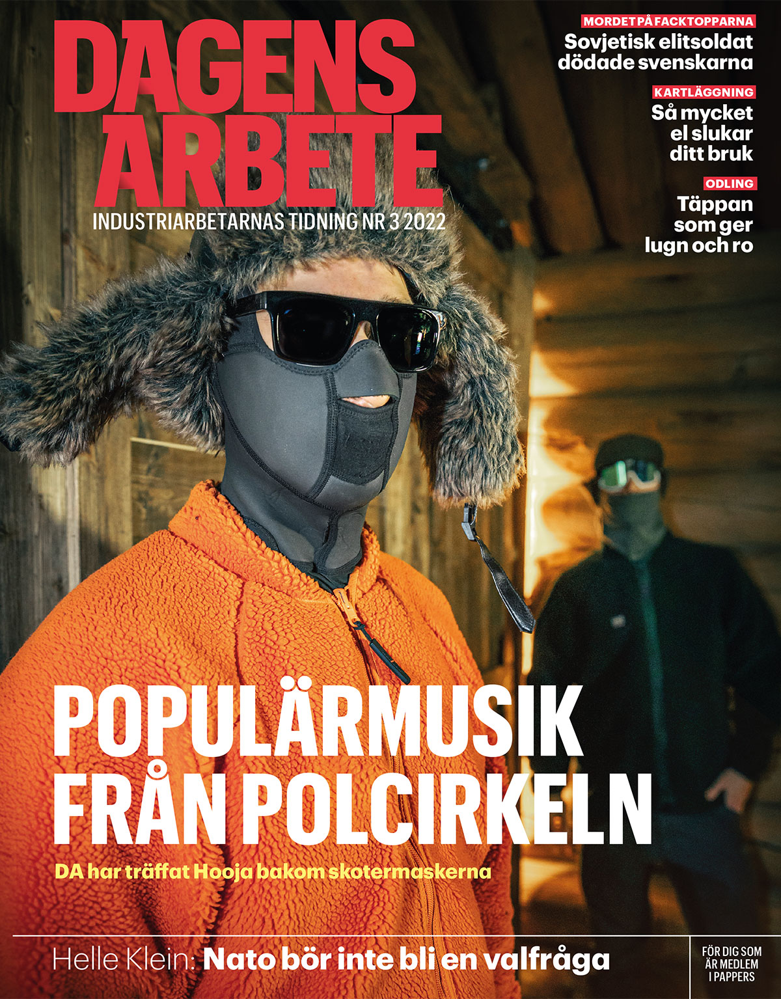 DAGENS
ARBETE
INDUSTRIARBETARNAS TIDNING NR 3 2022
MORDET PÅ FACKTOPPARNA
Sovjetisk elitsoldat
dödade svenskarna
KARTLÄGGNING
Så mycket
el slukar
ditt bruk
ODLING
Täppan
som ger
lugn och ro
POPULÄRMUSIK
FRÅN POLCIRKELN
DA har träffat Hooja bakom skotermaskerna
Helle Klein: Nato bör inte bli en valfråga
FÖR DIG SOM
ÄR MEDLEM
I PAPPERS